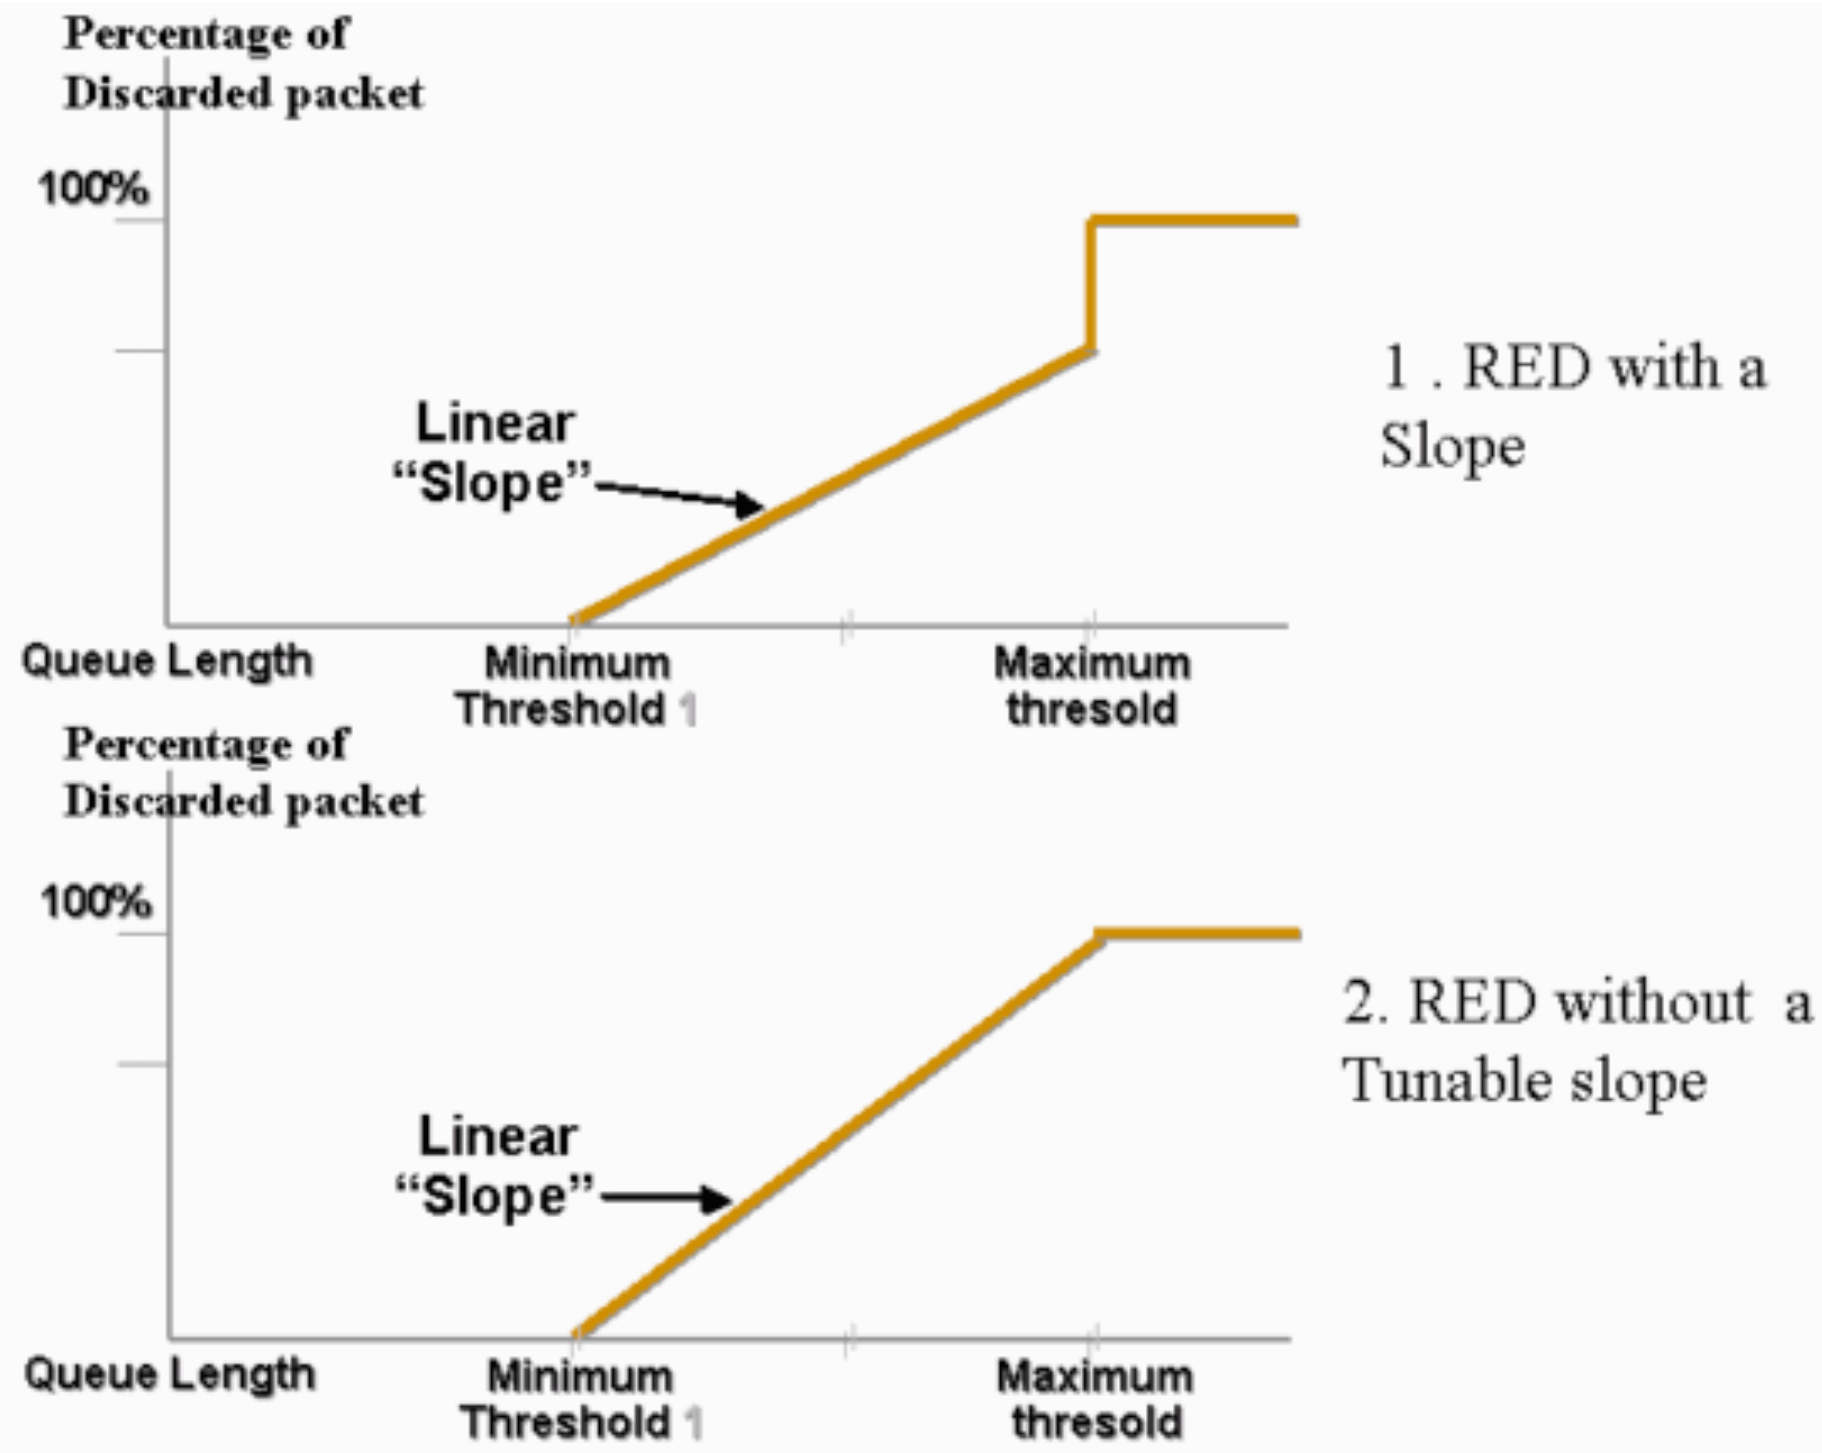 Percentage of
Discarded packet
100%
Linear
“Slope”
1 . RED with a
Slope
Queue Length
Minimum
Threshold 1
Maximum
thresold
Percentage of
Discarded packet
100%
Linear
“Slope”
2. RED without a
Tunable slope
Queue Length
Minimum
Threshold 1
Maximum
thresold